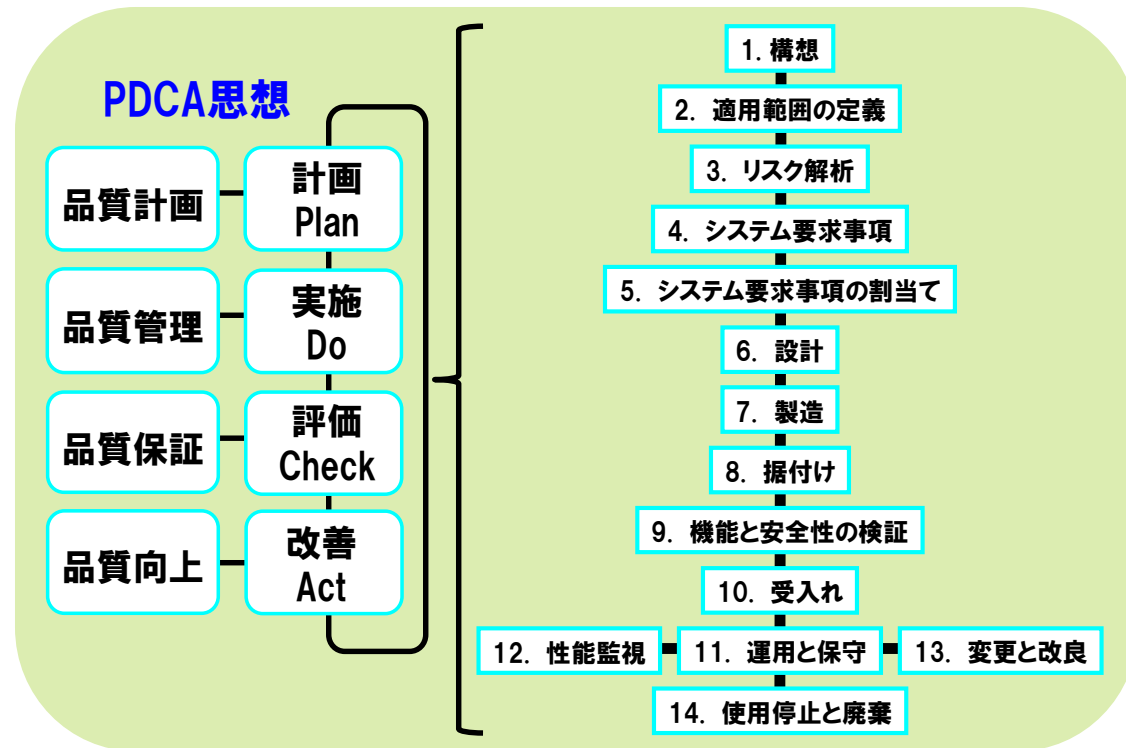 PDCA思想
品質計画
計画
Plan
品質管理
実施
Do
品質保証
評価
Check
品質向上
改善
Act
1. 構想
2. 適用範囲の定義
3. リスク解析
4. システム要求事項
5. システム要求事項の割当て
6. 設計
7. 製造
8. 据付け
9. 機能と安全性の検証
10. 受入れ
12. 性能監視
11. 運用と保守
13. 変更と改良
14. 使用停止と廃棄